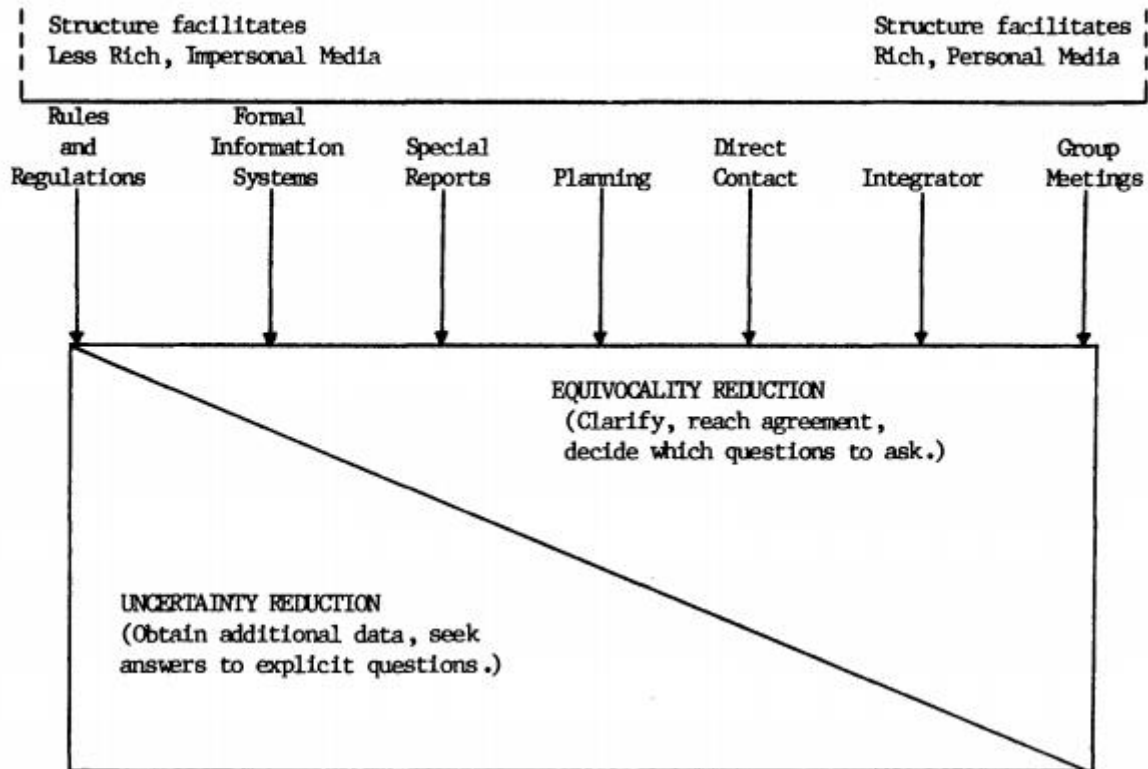 Structure facilitates
Less Rich, Impersonal Media
Structure facilitates
Rich, Personal Media
Rules
and
Regulations
Formal
Information
Systems
Special
Reports
Planning
Direct
Contact
Integrator
Group
Meetings
EQUIVOCALITY REDUCTION
(Clarify, reach agreement,
decide which questions to ask.)
UNCERTAINTY REDUCTION
(Obtain additional data, seek
answers to explicit questions.)